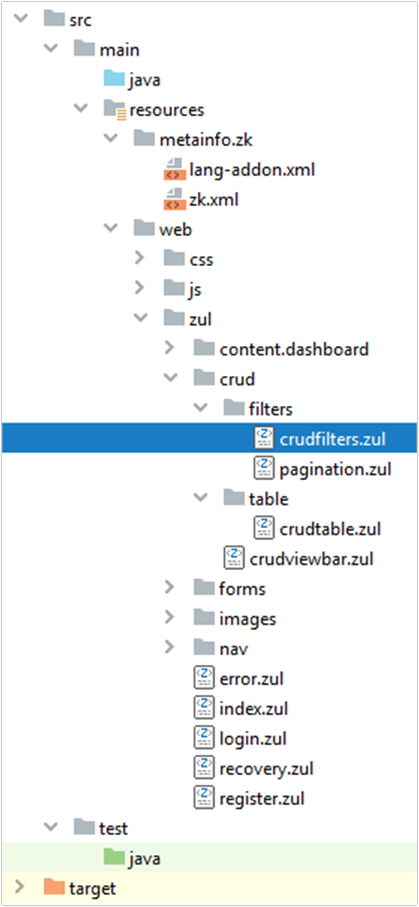 src
main
java
resources
metainfo.zk
lang-addon.xml
zk.xml
web
css
js
zul
content.dashboard
crud
filters
crudfilters.zul
pagination.zul
table
crudtable.zul
crudviewbar.zul
forms
images
nav
error.zul
index.zul
login.zul
recovery.zul
register.zul
test
java
target